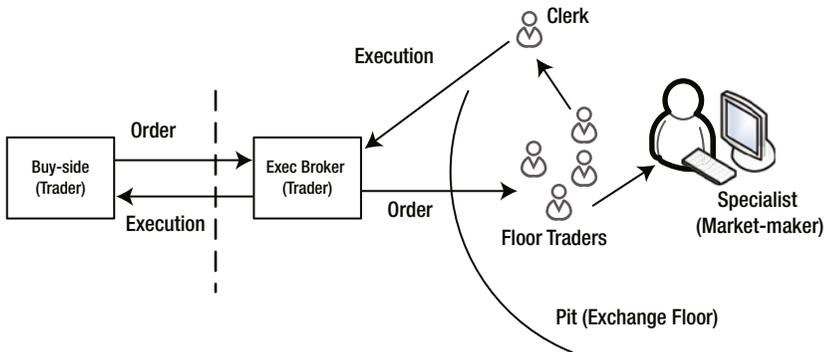 Clerk
Execution
Order
Buy-side
(Trader)
Exec Broker
(Trader)
Execution
Order
Floor Traders
Specialist
(Market-maker)
Pit (Exchange Floor)